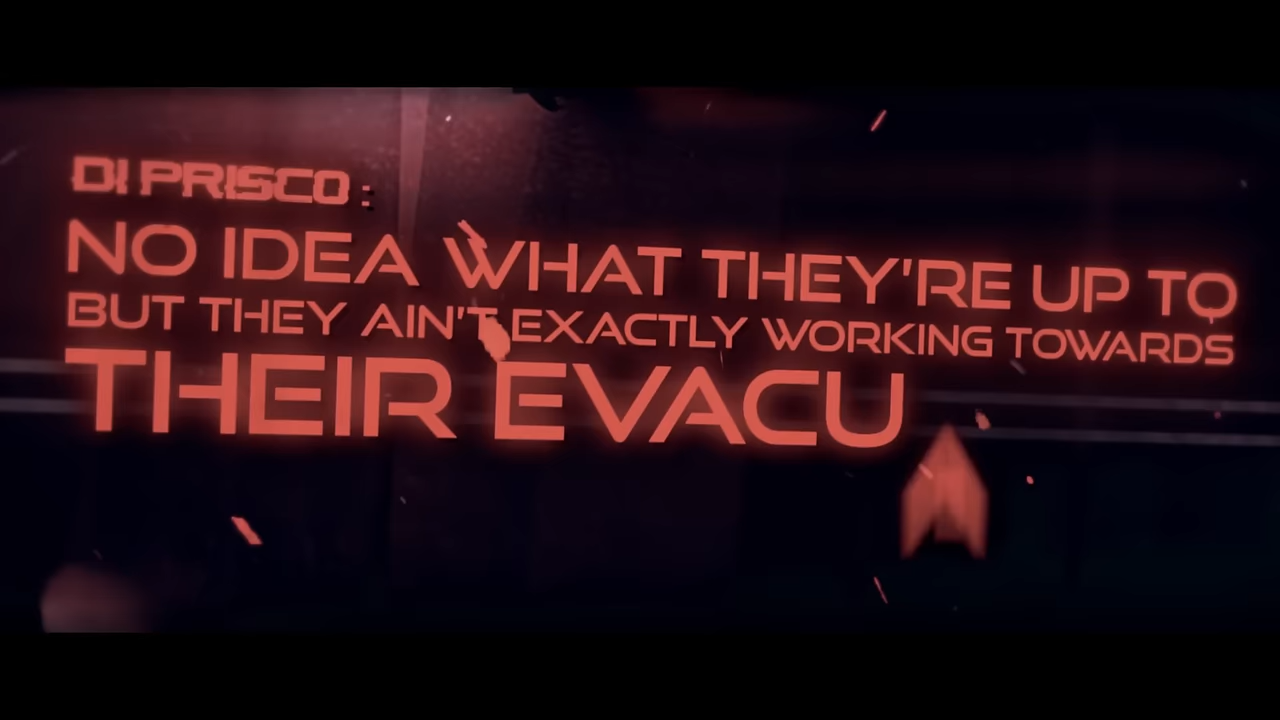 DI PRISCO:
NO IDEA WHAT THEY'RE UP TO
BUT THEY AIN'T EXACTLY WORKING TOWARDS
THEIR EVACU